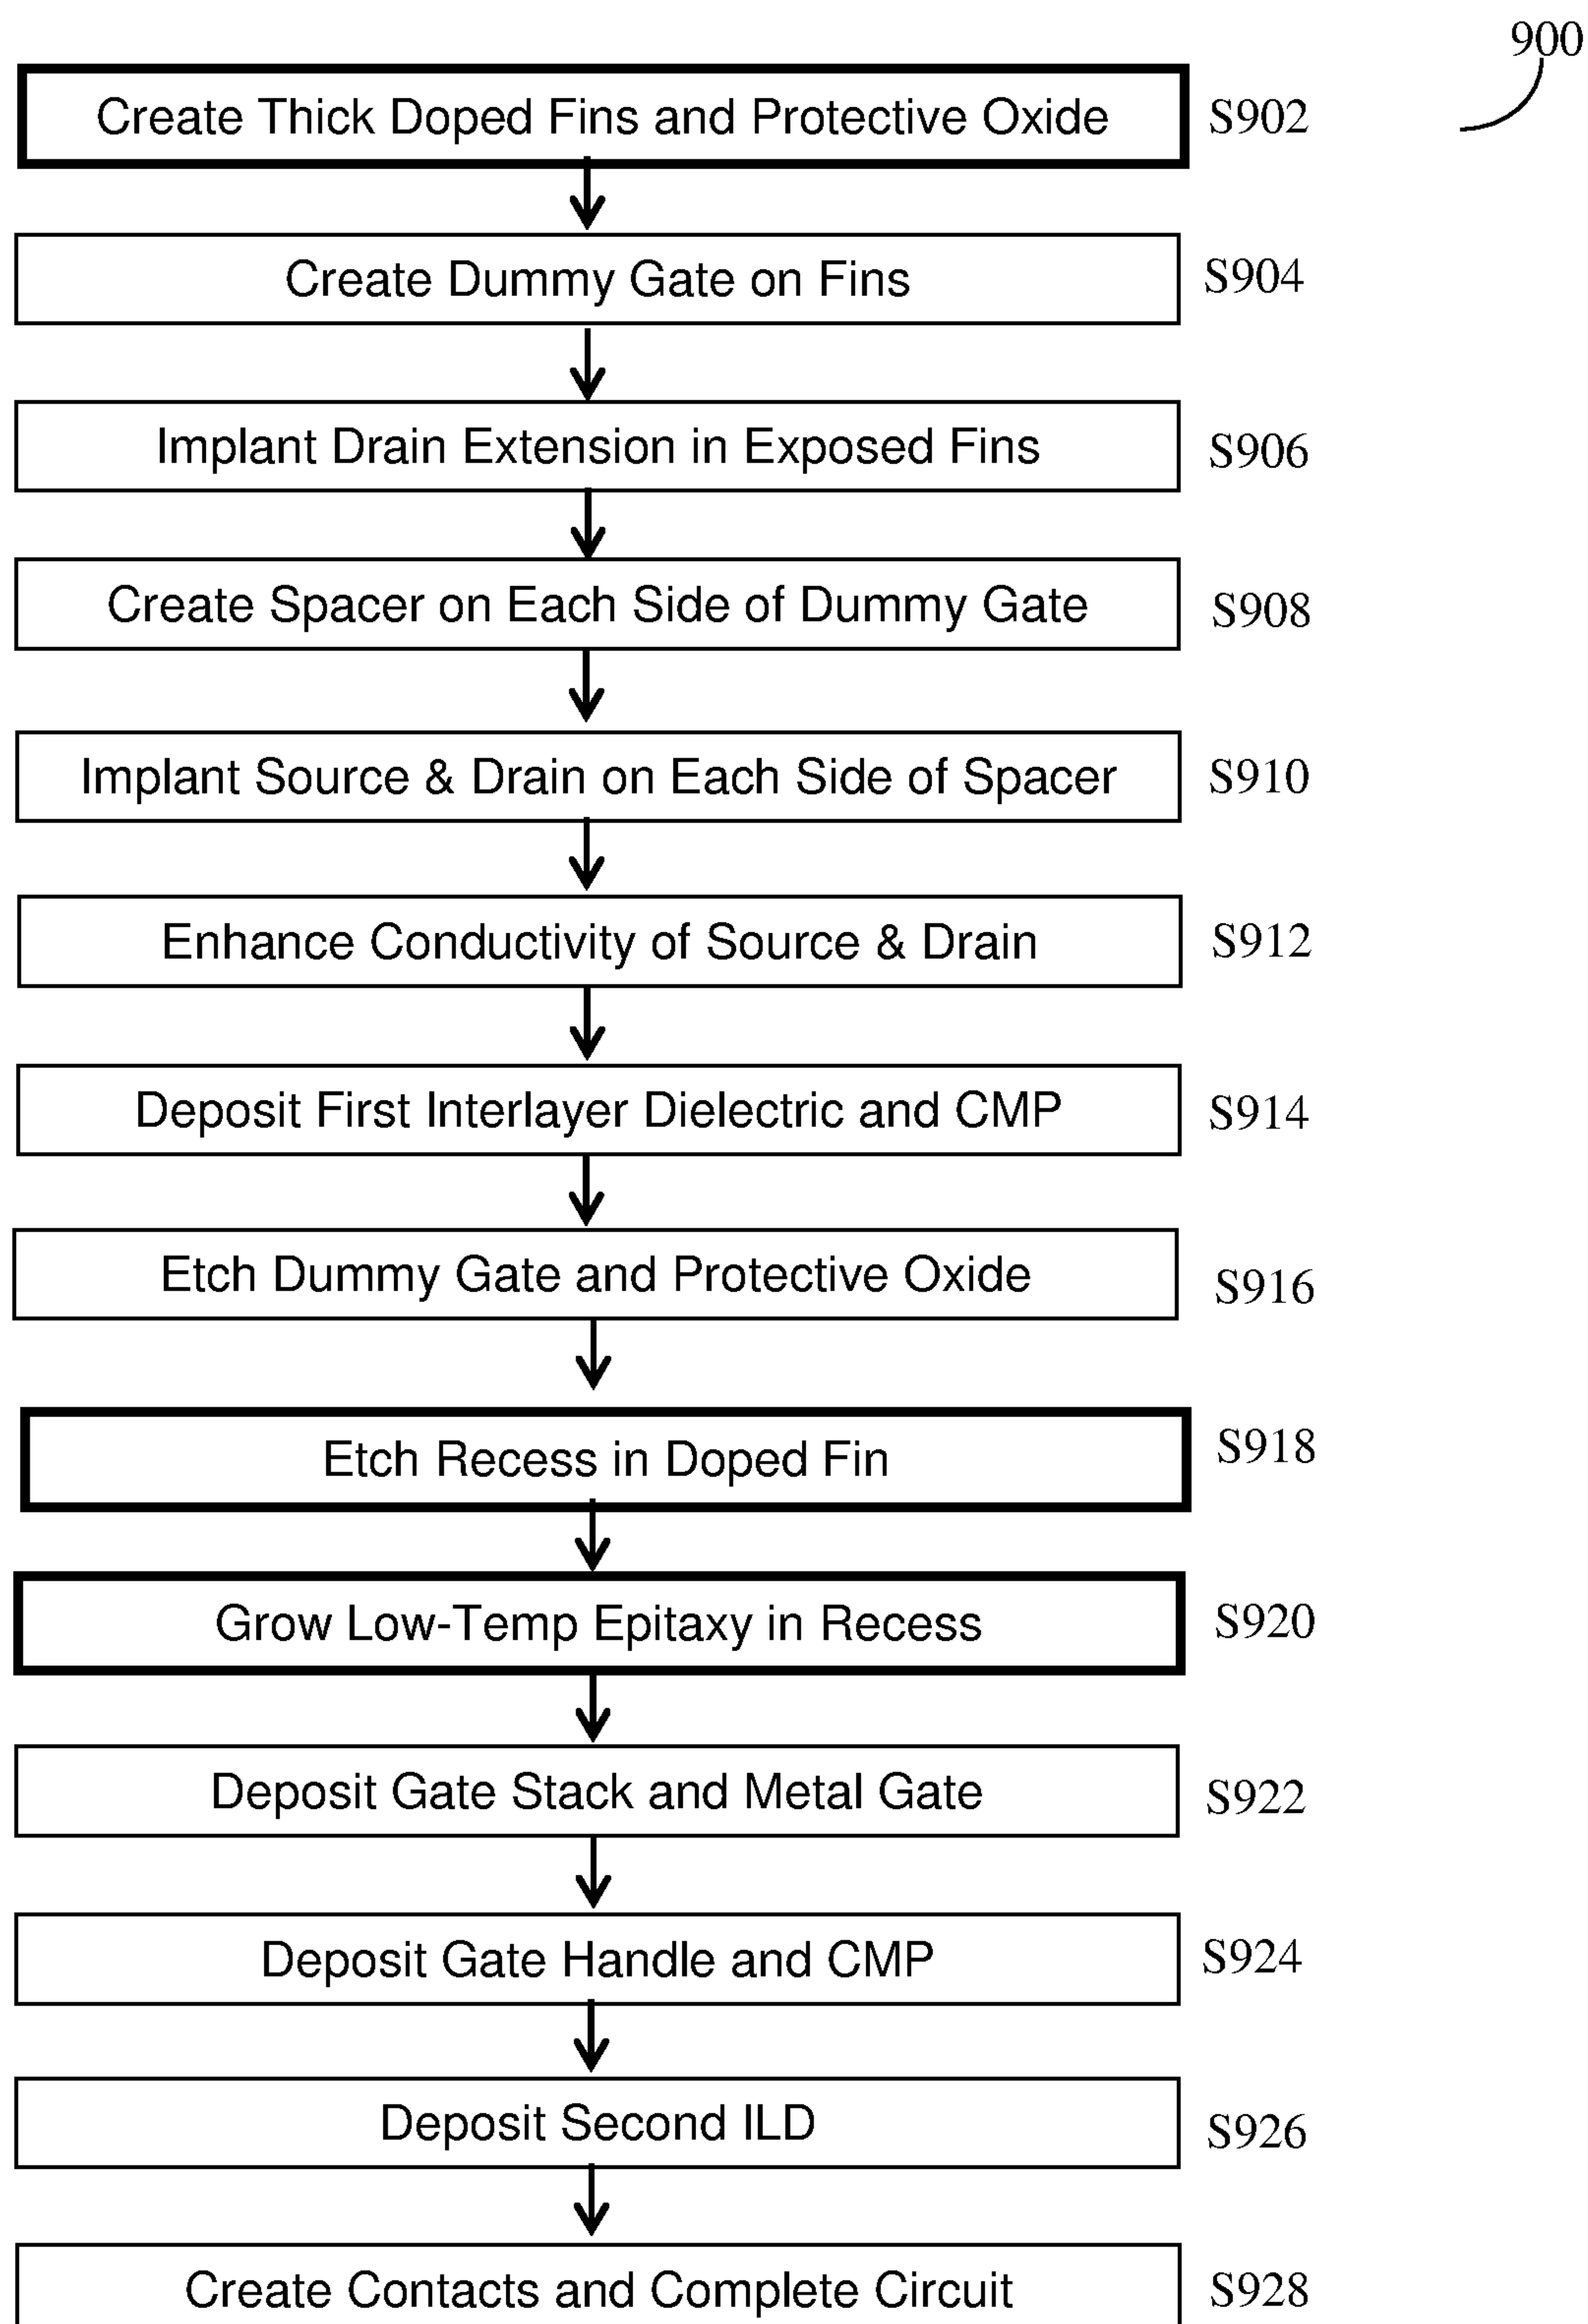 900
Create Thick Doped Fins and Protective Oxide S902
Create Dummy Gate on Fins S904
Implant Drain Extension in Exposed Fins S906
Create Spacer on Each Side of Dummy Gate S908
Implant Source & Drain on Each Side of Spacer S910
Enhance Conductivity of Source & Drain S912
Deposit First Interlayer Dielectric and CMP S914
Etch Dummy Gate and Protective Oxide S916
Etch Recess in Doped Fin S918
Grow Low-Temp Epitaxy in Recess S920
Deposit Gate Stack and Metal Gate S922
Deposit Gate Handle and CMP S924
Deposit Second ILD S926
Create Contacts and Complete Circuit S928